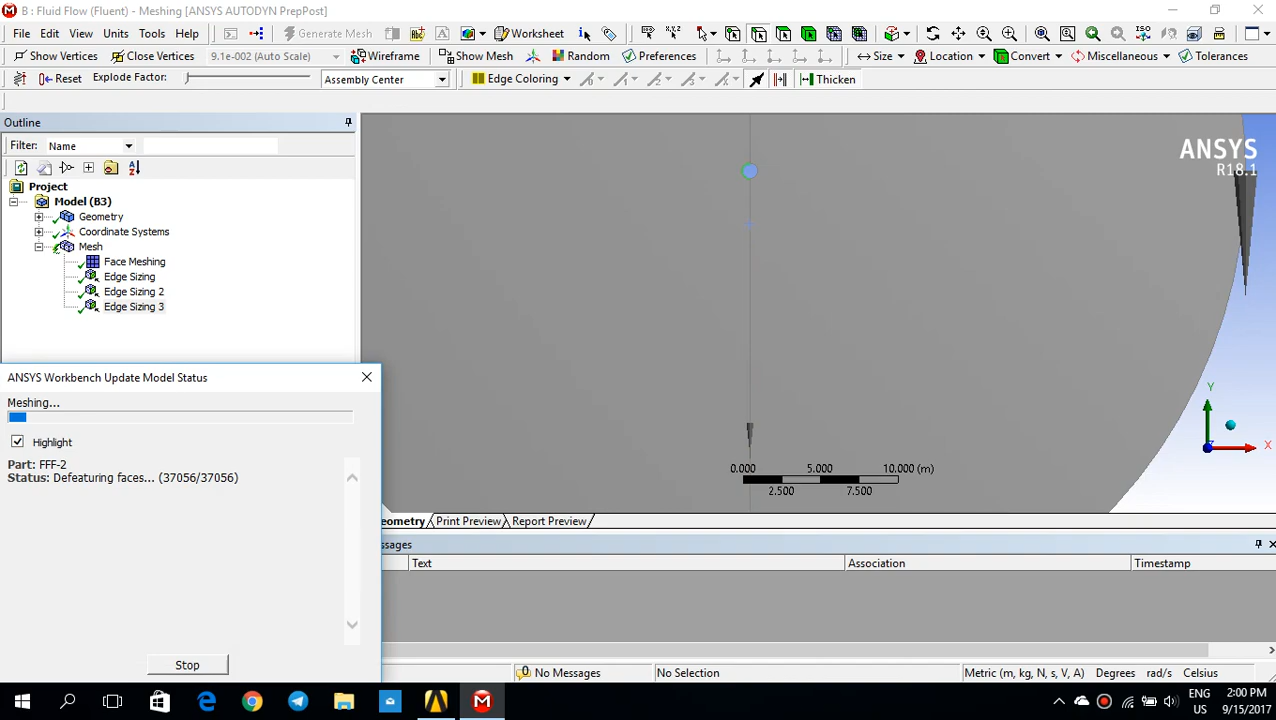 B : Fluid Flow (Fluent) - Meshing [ANSYS AUTODYN PrepPost]
File Edit View Units Tools Help Generate Mesh Worksheet
Show Vertices Close Vertices 9.1e-002 (Auto Scale) Wireframe Show Mesh Random Preferences Size Location Convert Miscellaneous Tolerances
Reset Explode Factor: Assembly Center Edge Coloring Thicken
Outline
Filter: Name
Project
Model (B3)
Geometry
Coordinate Systems
Mesh
Face Meshing
Edge Sizing
Edge Sizing 2
Edge Sizing 3
ANSYS
R18.1
Y
X
0.000 5.000 10.000 (m)
2.500 7.500
ANSYS Workbench Update Model Status
Meshing...
Highlight
Part: FFF-2
Status: Defeaturing faces... (37056/37056)
Stop
eometry Print Preview Report Preview
ssages
Text Association Timestamp
0 No Messages No Selection Metric (m, kg, N, s, V, A) Degrees rad/s Celsius
ENG 2:00 PM
US 9/15/2017